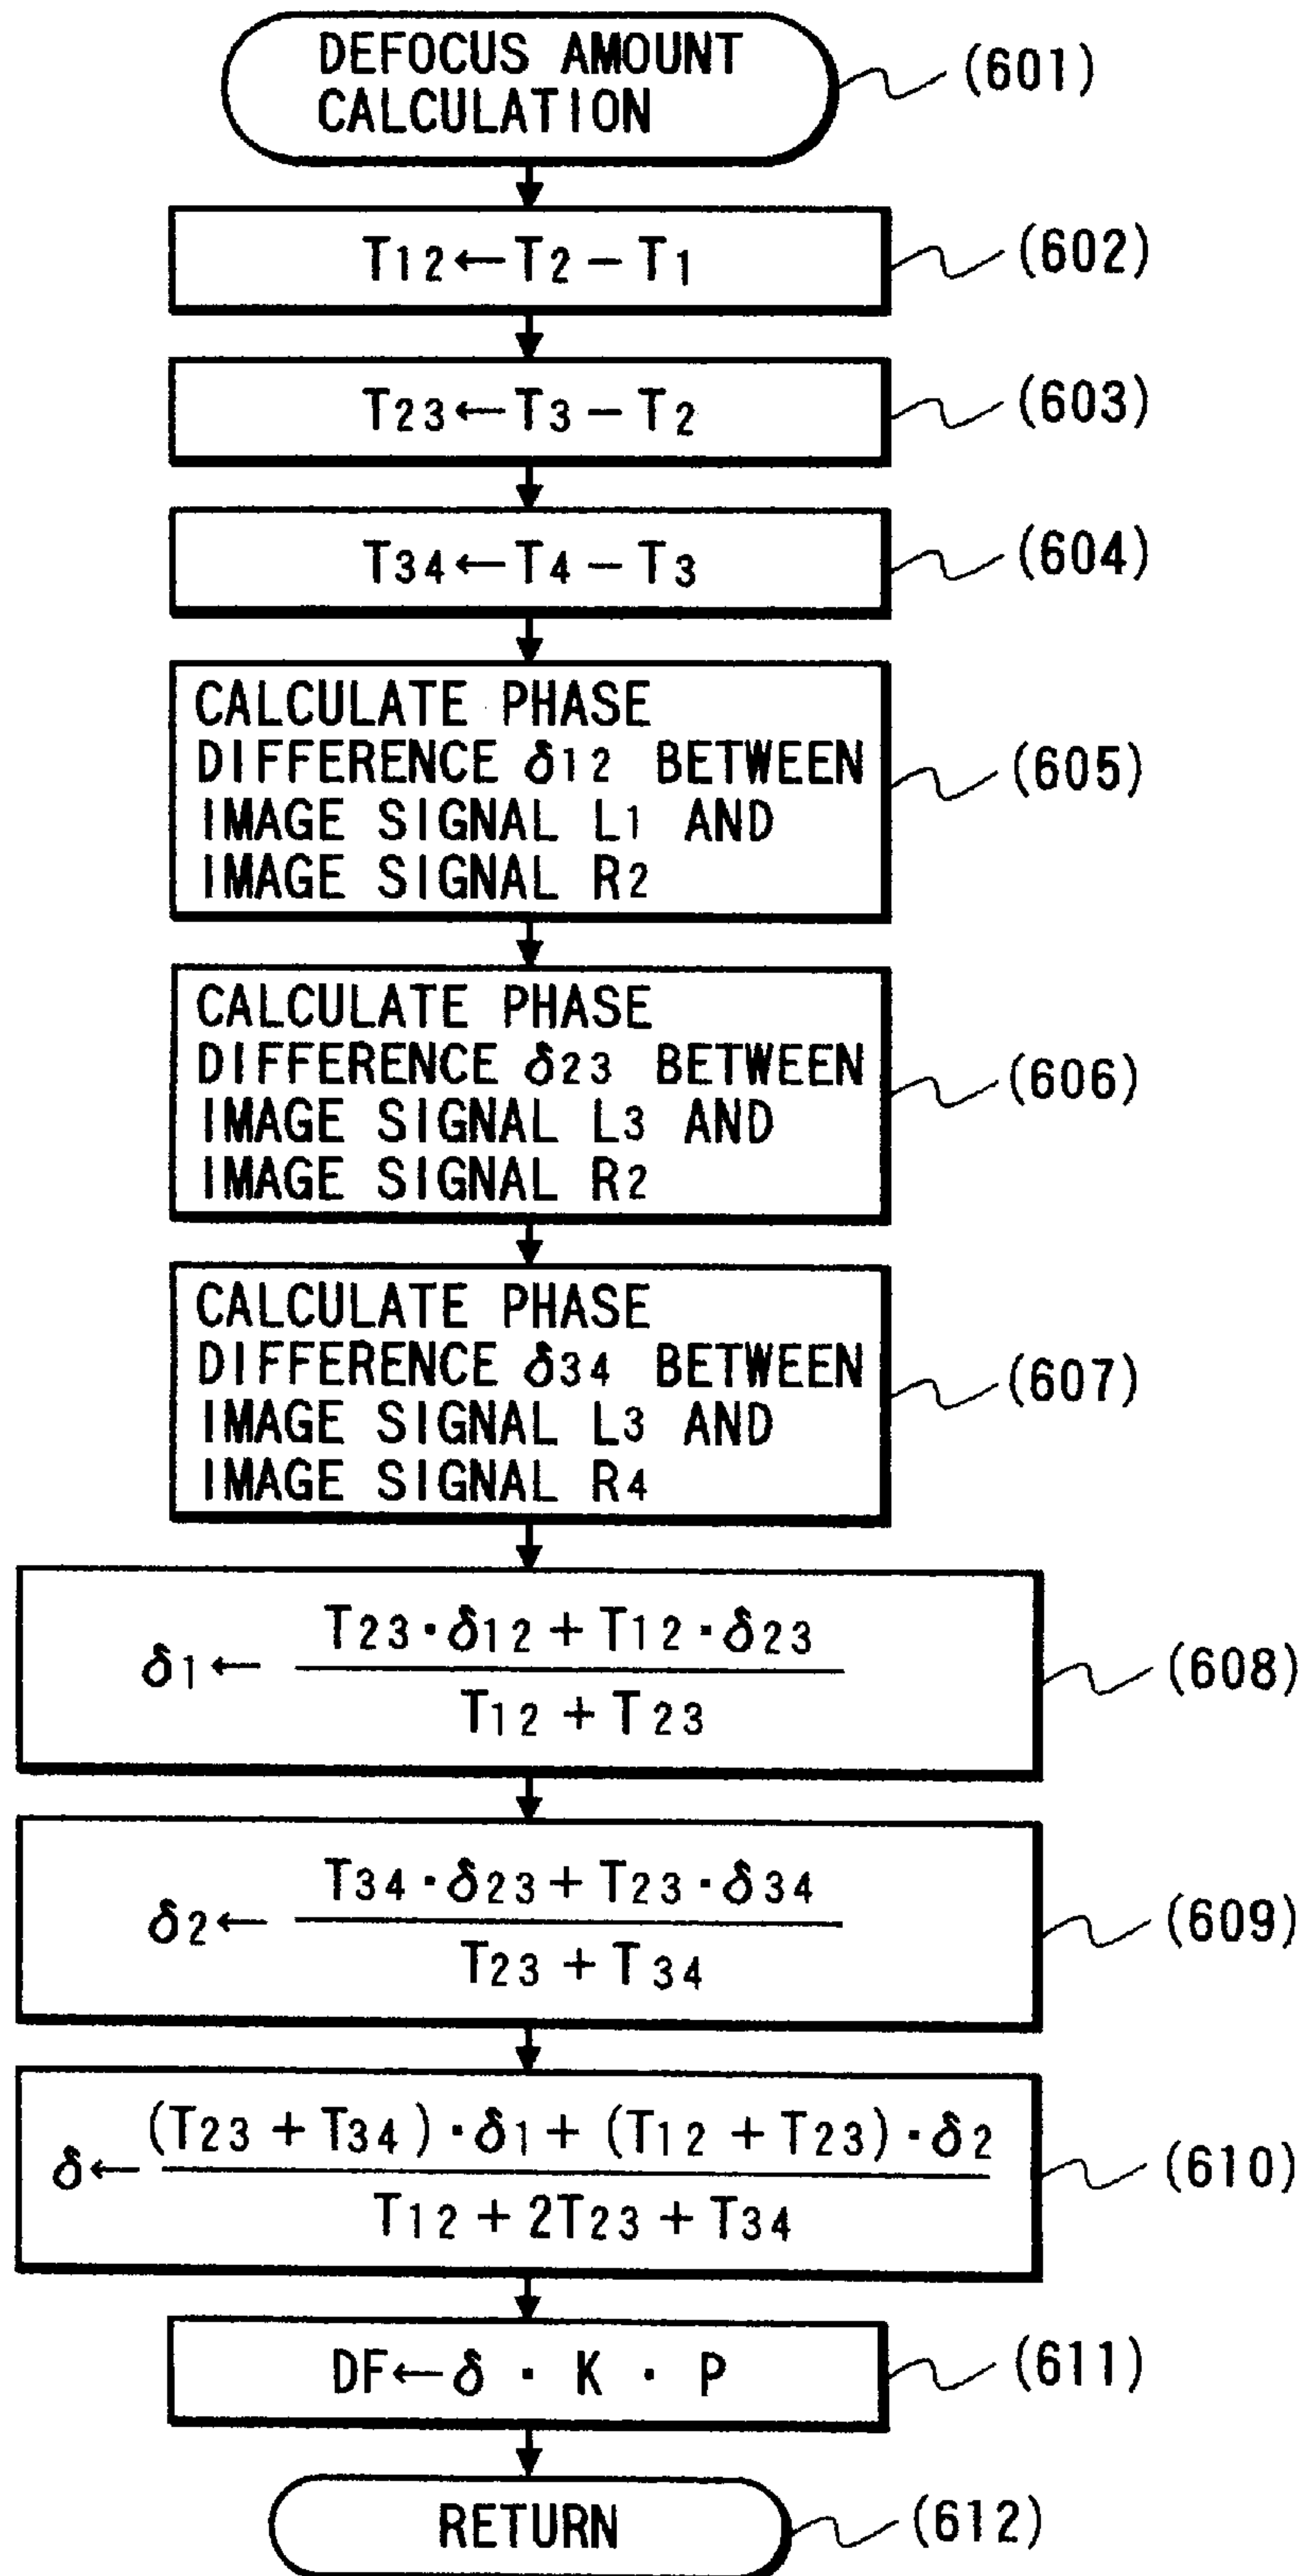 DEFOCUS AMOUNT
CALCULATION
(601)
T12←T2−T1
(602)
T23←T3−T2
(603)
T34←T4−T3
(604)
CALCULATE PHASE
DIFFERENCE δ12 BETWEEN
IMAGE SIGNAL L1 AND
IMAGE SIGNAL R2
(605)
CALCULATE PHASE
DIFFERENCE δ23 BETWEEN
IMAGE SIGNAL L3 AND
IMAGE SIGNAL R2
(606)
CALCULATE PHASE
DIFFERENCE δ34 BETWEEN
IMAGE SIGNAL L3 AND
IMAGE SIGNAL R4
(607)
T23・δ12+T12・δ23
δ1←
T12+T23
(608)
T34・δ23+T23・δ34
δ2←
T23+T34
(609)
(T23+T34)・δ1+(T12+T23)・δ2
δ←
T12+2T23+T34
(610)
DF←δ・K・P
(611)
RETURN
(612)